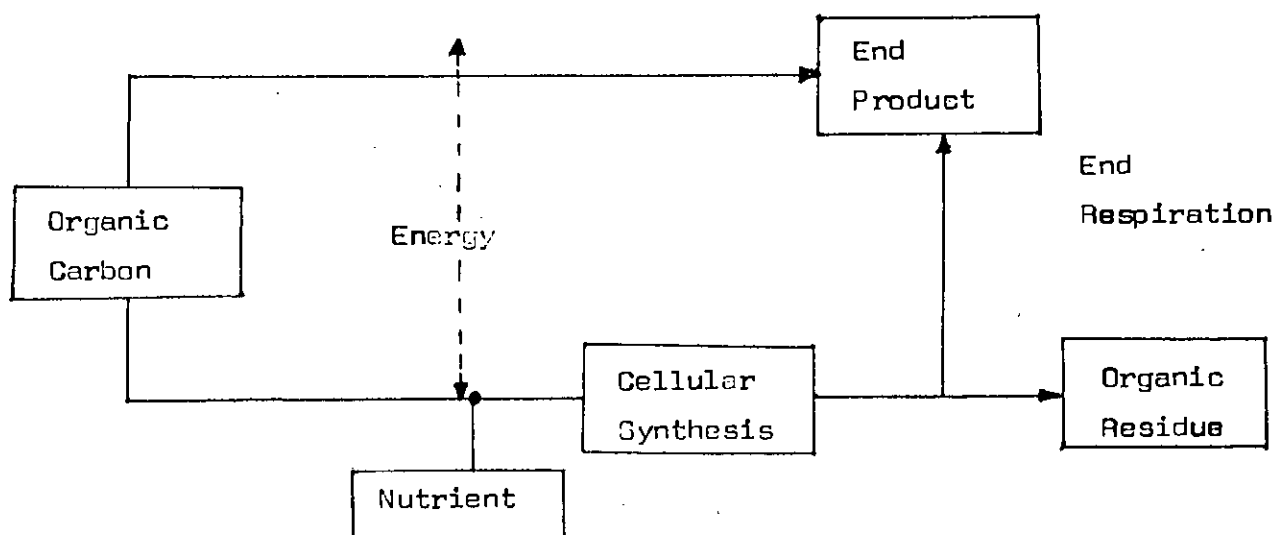 End
Product
End
Respiration
Organic
Carbon
Energy
Cellular
Synthesis
Organic
Residue
Nutrient